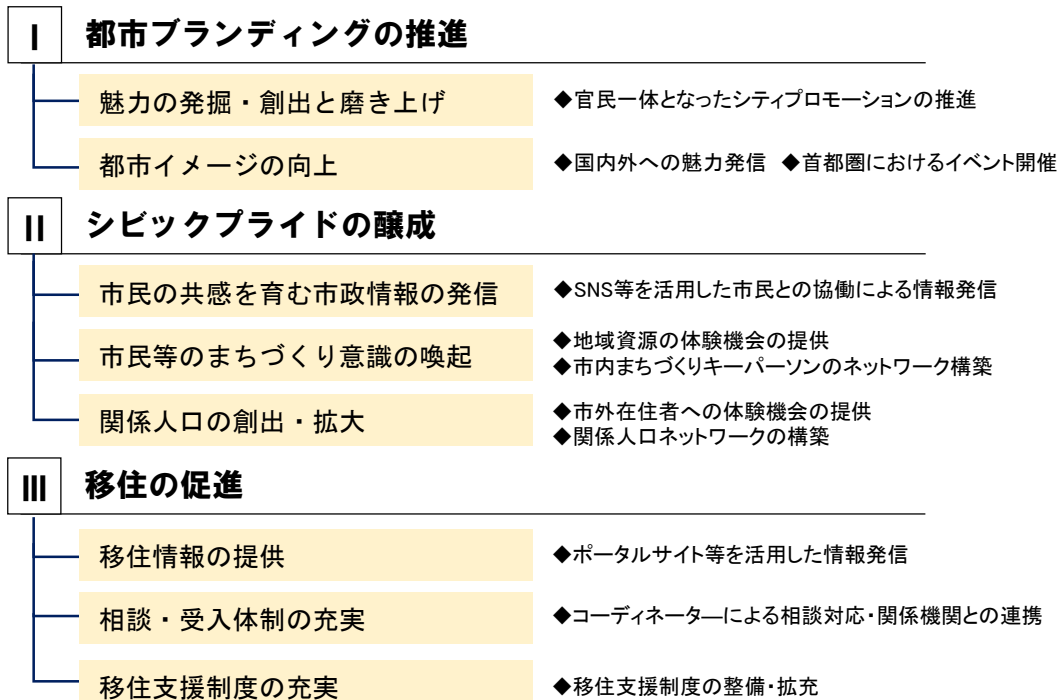 I 都市ブランディングの推進
魅力の発掘・創出と磨き上げ ◆官民一体となったシティプロモーションの推進
都市イメージの向上 ◆国内外への魅力発信 ◆首都圏におけるイベント開催
II シビックプライドの醸成
市民の共感を育む市政情報の発信 ◆SNS等を活用した市民との協働による情報発信
市民等のまちづくり意識の喚起 ◆地域資源の体験機会の提供
◆市内まちづくりキーパーソンのネットワーク構築
関係人口の創出・拡大 ◆市外在住者への体験機会の提供
◆関係人口ネットワークの構築
III 移住の促進
移住情報の提供 ◆ポータルサイト等を活用した情報発信
相談・受入体制の充実 ◆コーディネータ―による相談対応・関係機関との連携
移住支援制度の充実 ◆移住支援制度の整備・拡充